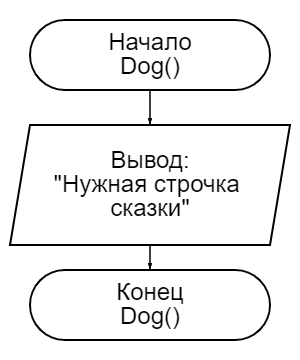 Начало
Dog()
Вывод:
"Нужная строчка
сказки"
Конец
Dog()